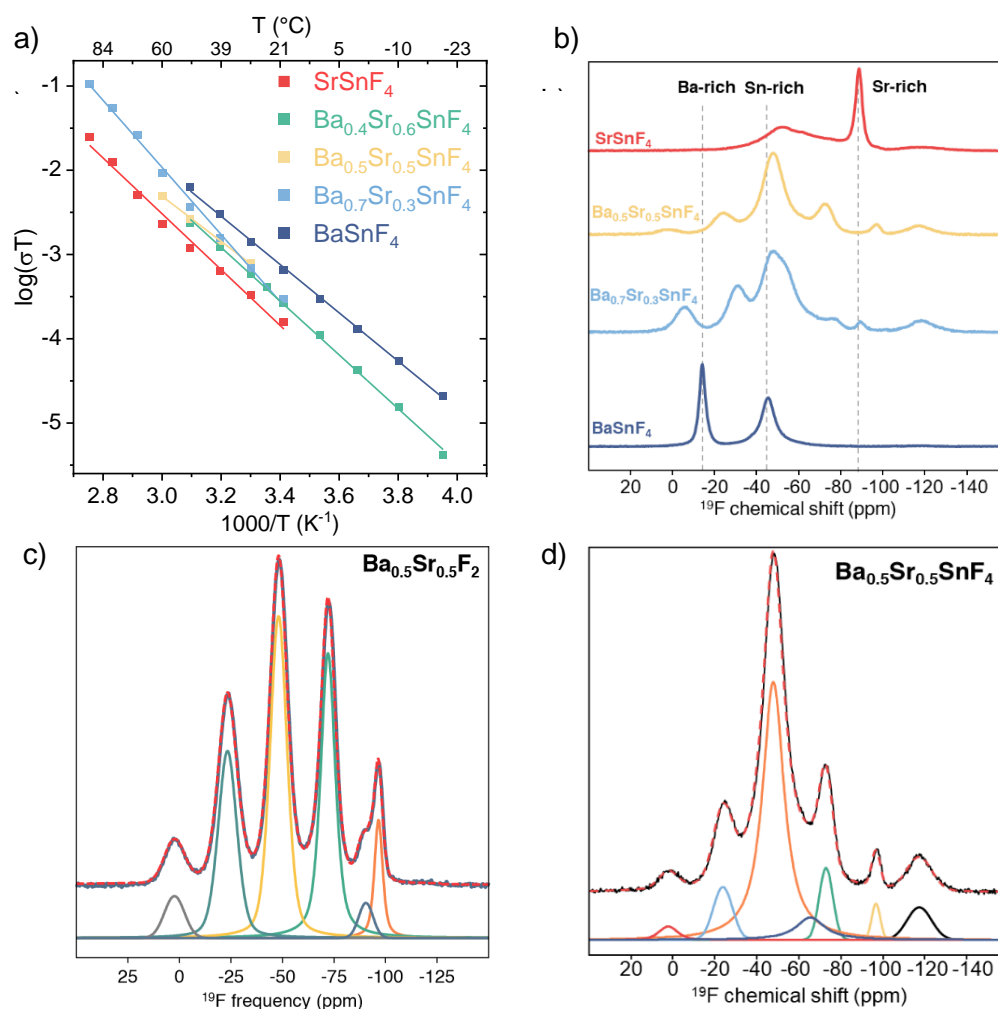 a)
T (°C)
84 60 39 21 5 -10 -23
-1
-2
-3
-4
-5
log(σT)
SrSnF₄
Ba₀.₄Sr₀.₆SnF₄
Ba₀.₅Sr₀.₅SnF₄
Ba₀.₇Sr₀.₃SnF₄
BaSnF₄
2.8 3.0 3.2 3.4 3.6 3.8 4.0
1000/T (K⁻¹)
b)
Ba-rich Sn-rich Sr-rich
SrSnF₄
Ba₀.₅Sr₀.₅SnF₄
Ba₀.₇Sr₀.₃SnF₄
BaSnF₄
20 0 -20 -40 -60 -80 -100 -120 -140
¹⁹F chemical shift (ppm)
c)
Ba₀.₅Sr₀.₅F₂
25 0 -25 -50 -75 -100 -125
¹⁹F frequency (ppm)
d)
Ba₀.₅Sr₀.₅SnF₄
20 0 -20 -40 -60 -80 -100 -120 -140
¹⁹F chemical shift (ppm)